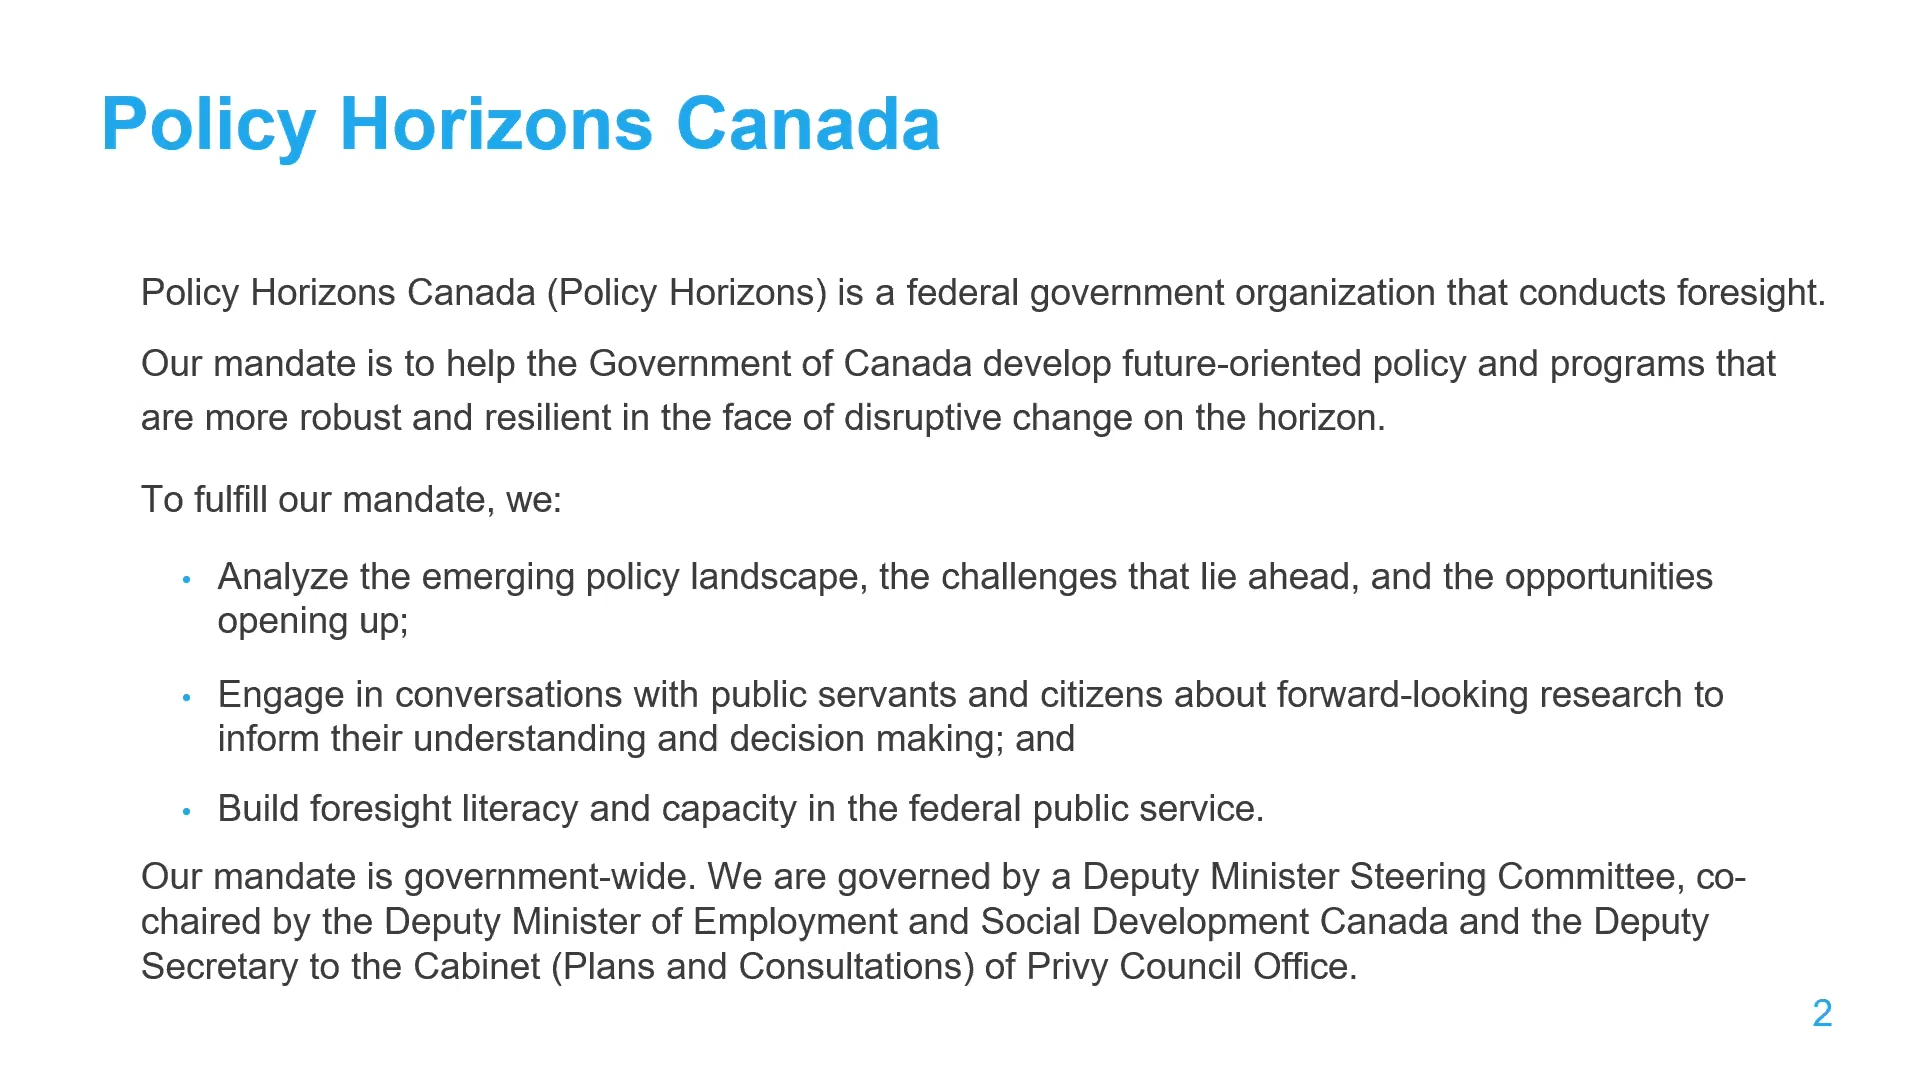 Policy Horizons Canada
Policy Horizons Canada (Policy Horizons) is a federal government organization that conducts foresight.
Our mandate is to help the Government of Canada develop future-oriented policy and programs that
are more robust and resilient in the face of disruptive change on the horizon.
To fulfill our mandate, we:
• Analyze the emerging policy landscape, the challenges that lie ahead, and the opportunities
opening up;
• Engage in conversations with public servants and citizens about forward-looking research to
inform their understanding and decision making; and
• Build foresight literacy and capacity in the federal public service.
Our mandate is government-wide. We are governed by a Deputy Minister Steering Committee, co-
chaired by the Deputy Minister of Employment and Social Development Canada and the Deputy
Secretary to the Cabinet (Plans and Consultations) of Privy Council Office.
2